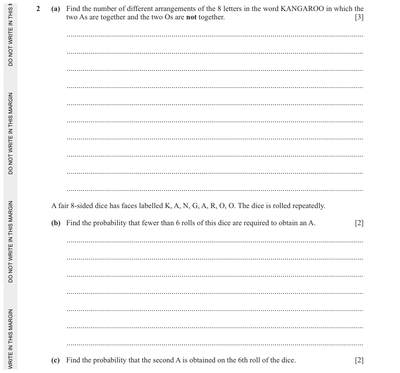 2 (a) Find the number of different arrangements of the 8 letters in the word KANGAROO in which the
two As are together and the two Os are not together. [3]
A fair 8-sided dice has faces labelled K, A, N, G, A, R, O, O. The dice is rolled repeatedly.
(b) Find the probability that fewer than 6 rolls of this dice are required to obtain an A. [2]
(c) Find the probability that the second A is obtained on the 6th roll of the dice. [2]
DO NOT WRITE IN THIS
DO NOT WRITE IN THIS MARGIN
DO NOT WRITE IN THIS MARGIN
WRITE IN THIS MARGIN